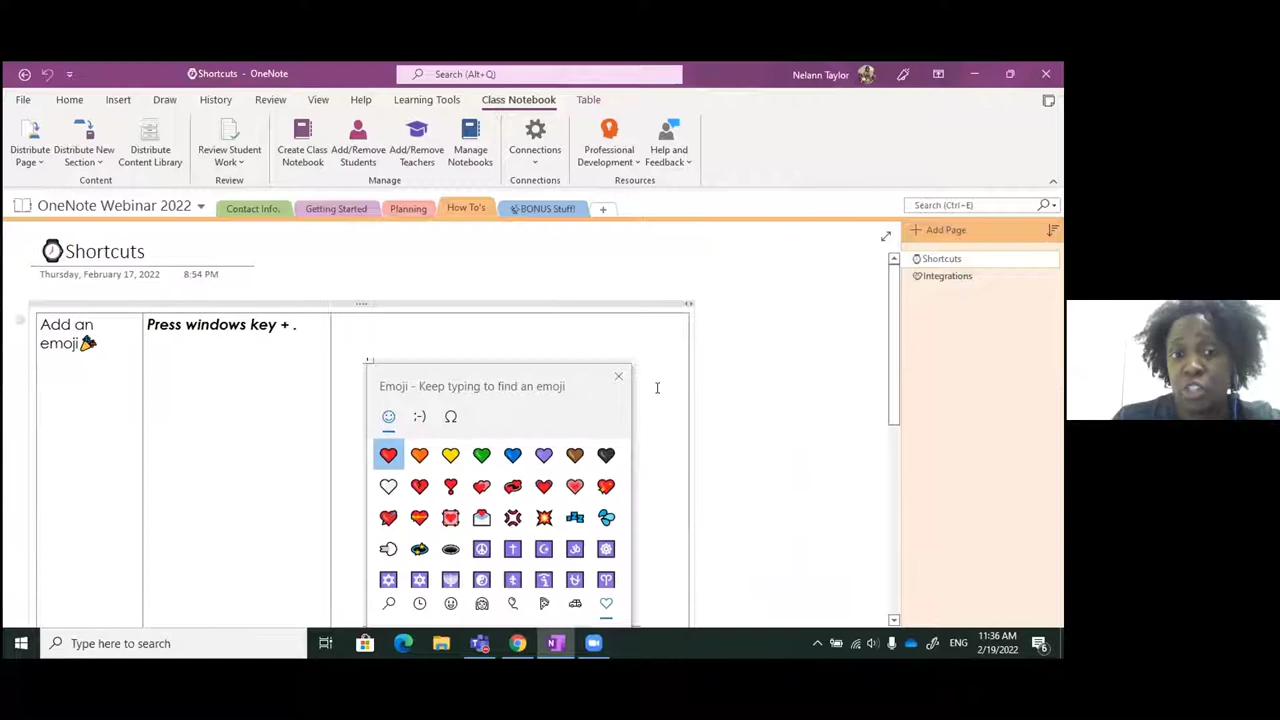 Shortcuts - OneNote
Search (Alt+Q)
Nelann Taylor
File Home Insert Draw History Review View Help Learning Tools Class Notebook Table
Distribute Page
Distribute New Section
Distribute Content Library
Review Student Work
Create Class Notebook
Add/Remove Students
Add/Remove Teachers
Manage Notebooks
Connections
Professional Development
Help and Feedback
Content Review Manage Connections Resources
OneNote Webinar 2022
Contact Info. Getting Started Planning How To's BONUS Stuff!
Search (Ctrl+E)
Add Page
Shortcuts
Integrations
Shortcuts
Thursday, February 17, 2022 8:54 PM
Add an
emoji
Press windows key + .
Emoji - Keep typing to find an emoji
;-)
Ω
Type here to search
ENG
11:36 AM
2/19/2022
6